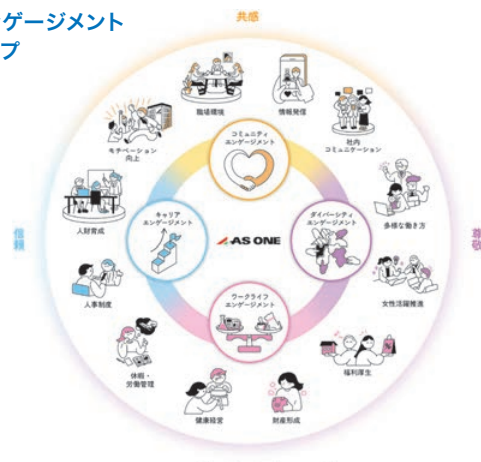 ゲージメント
プ
共感
職場環境
情報発信
モチベーション
向上
社内
コミュニケーション
コミュニティ
エンゲージメント
人財育成
キャリア
エンゲージメント
AS ONE
ダイバーシティ
エンゲージメント
多様な働き方
信頼
尊敬
人事制度
女性活躍推進
ワークライフ
エンゲージメント
休暇・
労働管理
福利厚生
健康経営
財産形成